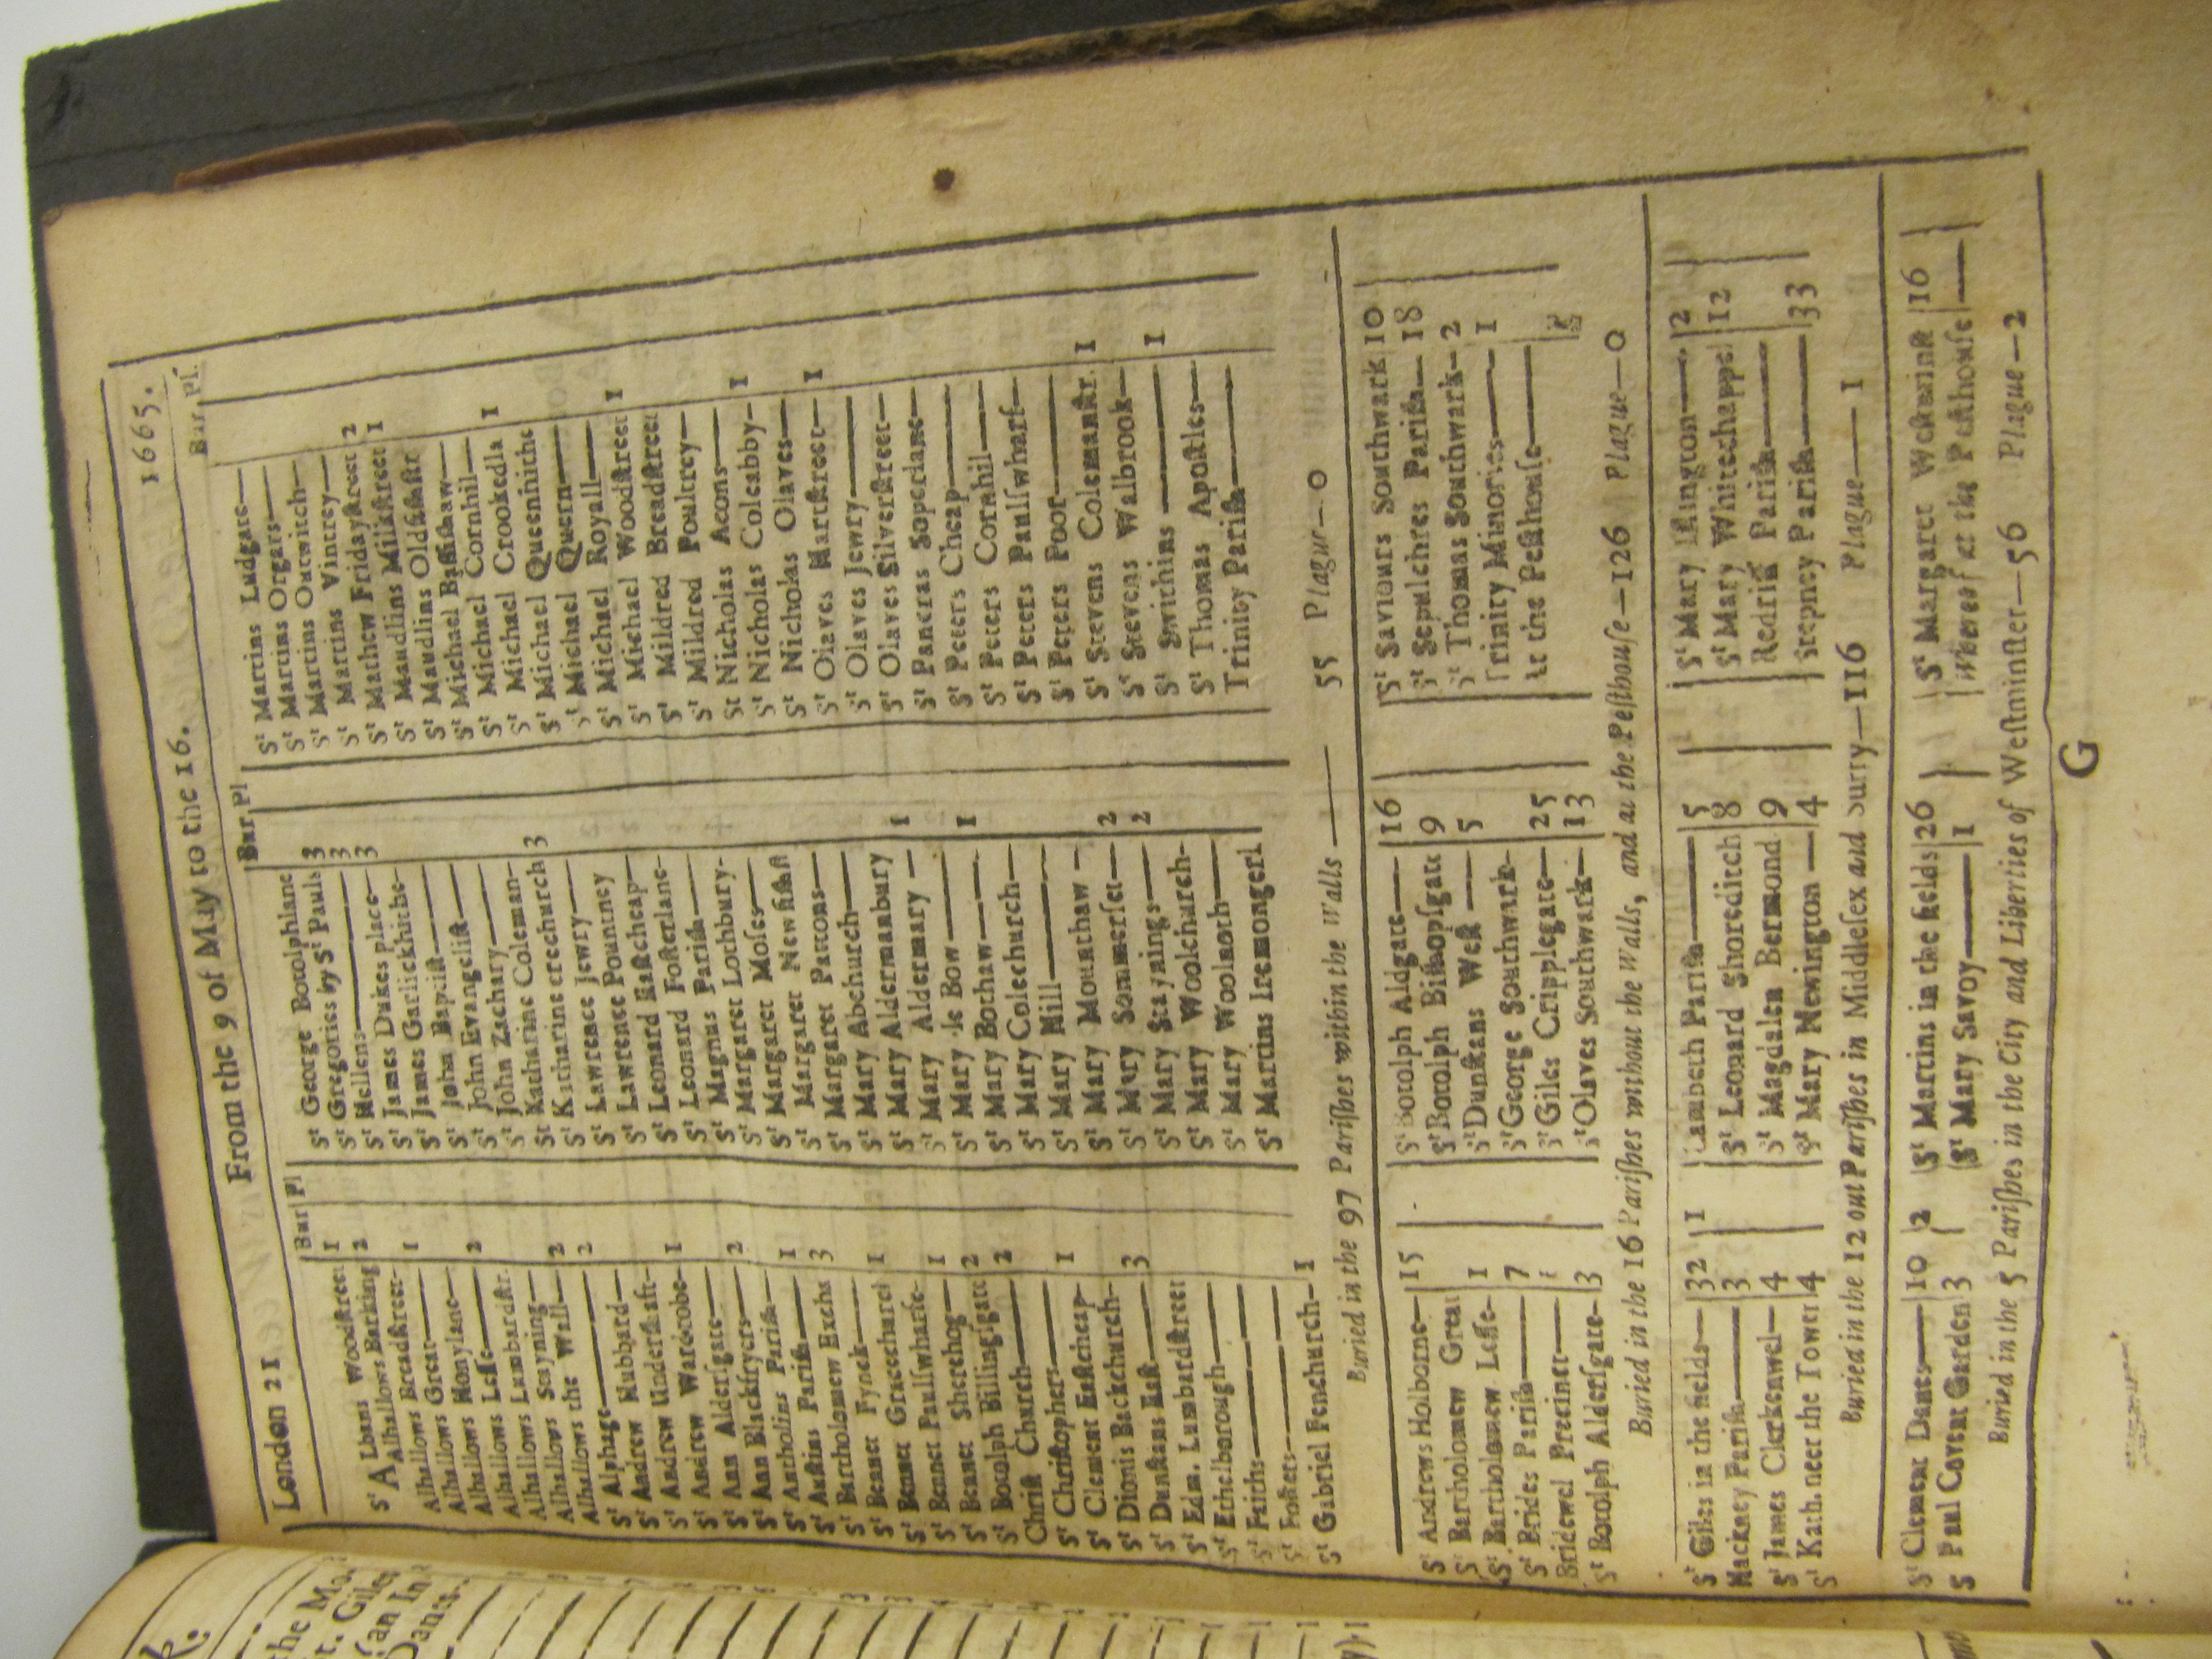 London 21 From the 9 of May to the 16. 1665.
Bur Pl
Bur Pl
Bur Pl
St ALbans Woodstreet 1
Alhallows Barking 2
Alhallows Breadstreet—
Alhallows Great— 1
Alhallows Honylane—
Alhallows Lesse— 2
Alhallows Lumbardstr.
Alhallows Stayning—
Alhallows the Wall— 2
St Alphage— 2
St Andrew Hubbard—
St Andrew Undershaft—
St Andrew Wardrobe— 1
St Ann Aldersgate—
St Ann Blackfryers— 2
St Antholins Parish—
St Austins Parish— 1
St Bartholomew Exchs 3
St Bennet Fynck—
St Bennet Gracechurch 1
St Bennet Paulswharfe—
St Bennet Sherehog— 1
St Botolph Billingsgate 2
Christ Church— 2
St Christophers—
St Clement Eastcheap— 1
St Dionis Backchurch—
St Dunstans East— 3
St Edm. Lumbardstreet
St Ethelborough—
St Faiths—
St Fosters—
St Gabriel Fenchurch—1
St George Botolphlane
St Gregories by St Pauls 3
St Hellens— 3
St James Dukes place— 3
St James Garlickhithe—
St John Baptist—
St John Evangelist—
St John Zachary—
St Katharine Coleman—
St Katharine creechurch 3
St Lawrence Jewry—
St Lawrence Pountney
St Leonard Eastcheap—
St Leonard Fosterlane—
St Magnus Parish—
St Margaret Lothbury—
St Margaret Moses—
St Margaret Newfishst
St Margaret Pattons—
St Mary Abchurch—
St Mary Aldermanbury
St Mary Aldermary — 1
St Mary le Bow—
St Mary Bothaw— 1
St Mary Colechurch—
St Mary Hill—
St Mary Mounthaw —
St Mary Sommerset— 2
St Mary Staynings— 2
St Mary Woolchurch—
St Mary Woolnoth—
St Martins Iremongerl
St Martins Ludgate—
St Martins Orgars—
St Martins Outwitch—
St Martins Vintrey—
St Mathew Fridaystreet 2
St Maudlins Milkstreet 1
St Maudlins Oldfishstr
St Michael Bassishaw—
St Michael Cornhil—
St Michael Crookedla 1
St Michael Queenhithe
St Michael Quern—
St Michael Royall—
St Michael Woodstreet 1
St Mildred Breadstreet
St Mildred Poultrey—
St Nicholas Acons—
St Nicholas Coleabby— 1
St Nicholas Olaves—
St Olaves Hartstreet— 1
St Olaves Jewry—
St Olaves Silverstreet—
St Pancras Soperlane—
St Peters Cheap—
St Peters Cornhil—
St Peters Paulswharf—
St Peters Poor—
St Stevens Colemanstr. 1
St Stevens Walbrook—
St Swithins — 1
St Thomas Apostles—
Trinity Parish—
Buried in the 97 Parishes within the Walls — 55 Plague—0
St Andrews Holborne—15
St Bartholomew Great
St Bartholomew Lesse— 1
St Brides Parish— 7
Bridewel Precinct—
St Botolph Aldersgate— 3
St Botolph Aldgate— 16
St Botolph Bishopsgate 9
St Dunstans West — 5
St George Southwark—
St Giles Cripplegate— 25
St Olaves Southwark— 13
St Saviours Southwark 10
St Sepulchres Parish— 18
St Thomas Southwark— 2
Trinity Minories— 1
At the Pesthouse—
Buried in the 16 Parishes without the Walls, and at the Pesthouse—126 Plague—0
St Giles in the fields— 32 1
Hackney Parish— 3
St James Clerkenwel— 4
St Kath. neer the Tower 4
Lambeth Parish— 5
St Leonard Shoreditch 8
St Magdalen Bermond 9
St Mary Newington — 4
St Mary Islington— 2
St Mary Whitechappel 12
Redriff Parish—
Stepney Parish— 33
Buried in the 12 out Parishes in Middlesex and Surry—116 Plague—1
St Clement Danes— 10 2
St Paul Covent Garden 3
St Martins in the fields 26
St Mary Savoy— 1
St Margaret Westminst 16
Whereof at the Pesthouse —
Buried in the 5 Parishes in the City and Liberties of Westminster—56 Plague—2
G